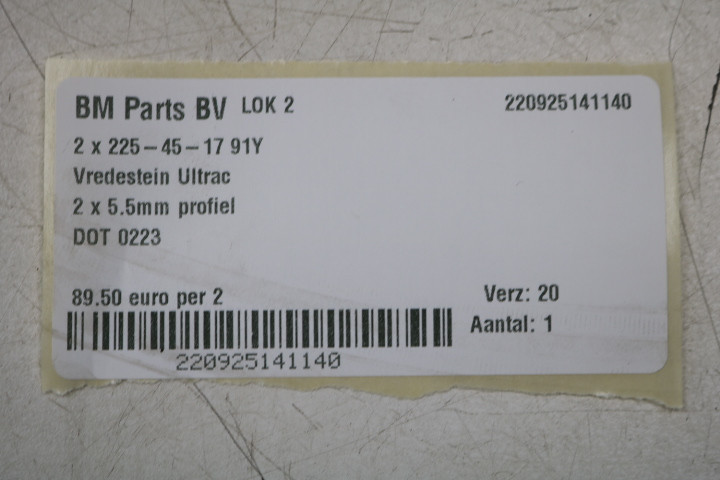 BM Parts BV LOK 2 220925141140
2 x 225-45-17 91Y
Vredestein Ultrac
2 x 5.5mm profiel
DOT 0223
89.50 euro per 2 Verz: 20
Aantal: 1
220925141140